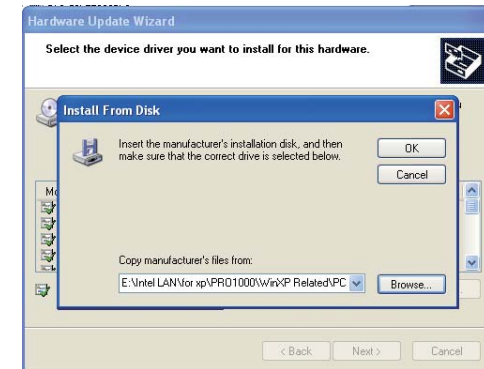 Hardware Update Wizard
Select the device driver you want to install for this hardware.
Install From Disk
Insert the manufacturer's installation disk, and then
make sure that the correct drive is selected below.
OK
Cancel
Copy manufacturer's files from:
E:\Intel LAN\for xp\PRO1000\WinXP Related\PC
Browse...
< Back
Next >
Cancel